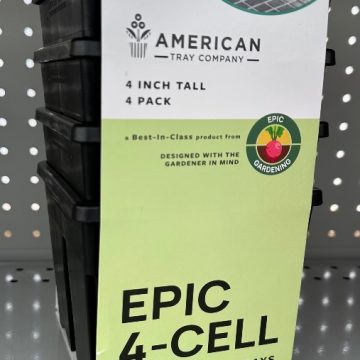 AMERICAN
TRAY COMPANY
4 INCH TALL
4 PACK
a Best-In-Class product from
DESIGNED WITH THE
GARDENER IN MIND
EPIC
GARDENING
EPIC
4-CELL